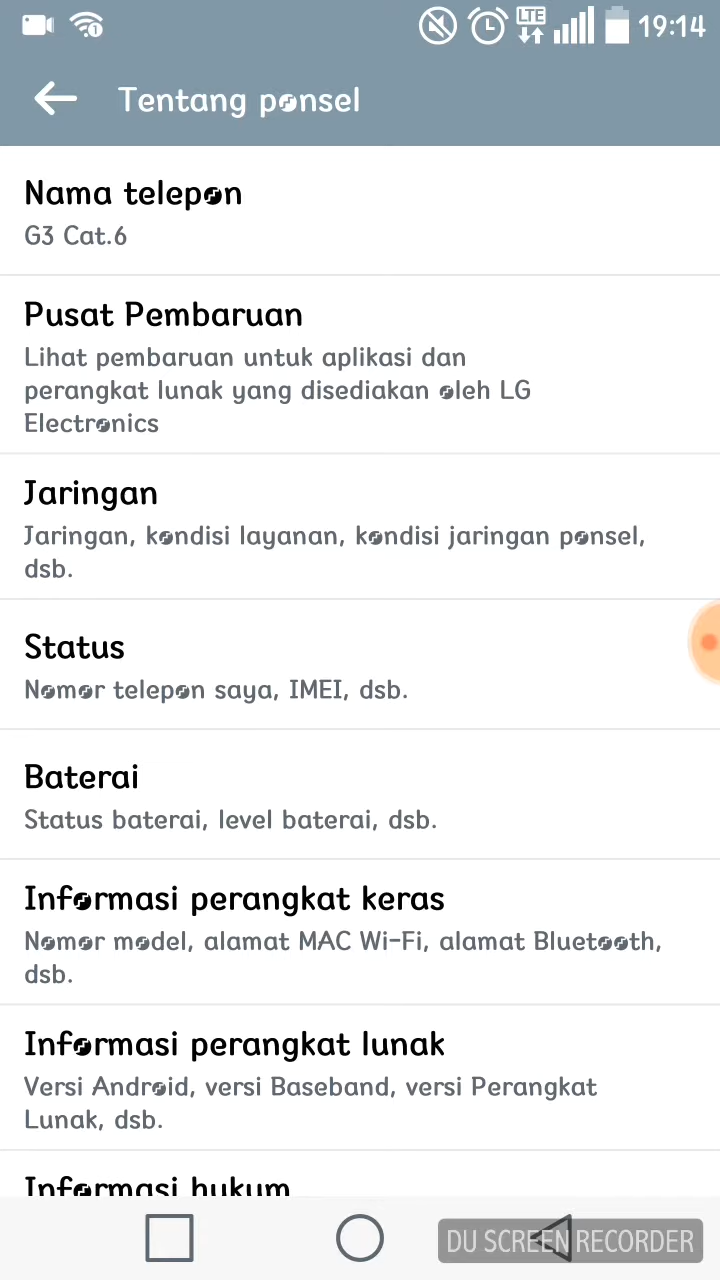 LTE
19:14
Tentang ponsel
Nama telepon
G3 Cat.6
Pusat Pembaruan
Lihat pembaruan untuk aplikasi dan
perangkat lunak yang disediakan oleh LG
Electronics
Jaringan
Jaringan, kondisi layanan, kondisi jaringan ponsel,
dsb.
Status
Nomor telepon saya, IMEI, dsb.
Baterai
Status baterai, level baterai, dsb.
Informasi perangkat keras
Nomor model, alamat MAC Wi-Fi, alamat Bluetooth,
dsb.
Informasi perangkat lunak
Versi Android, versi Baseband, versi Perangkat
Lunak, dsb.
Informasi hukum
DU SCREEN RECORDER